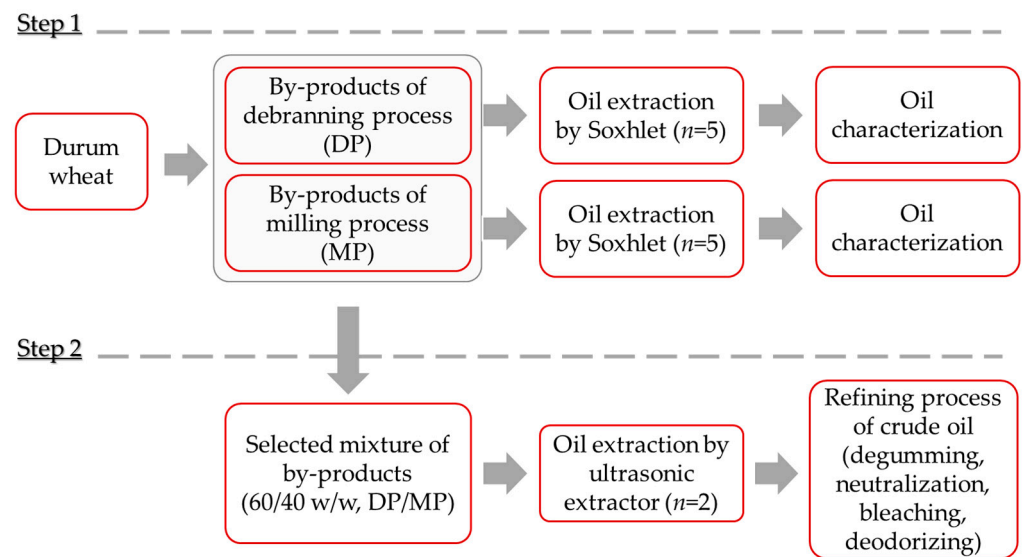 Step 1
Durum
wheat
By-products of
debranning process
(DP)
Oil extraction
by Soxhlet (n=5)
Oil
characterization
By-products of
milling process
(MP)
Oil extraction
by Soxhlet (n=5)
Oil
characterization
Step 2
Selected mixture of
by-products
(60/40 w/w, DP/MP)
Oil extraction by
ultrasonic
extractor (n=2)
Refining process
of crude oil
(degumming,
neutralization,
bleaching,
deodorizing)